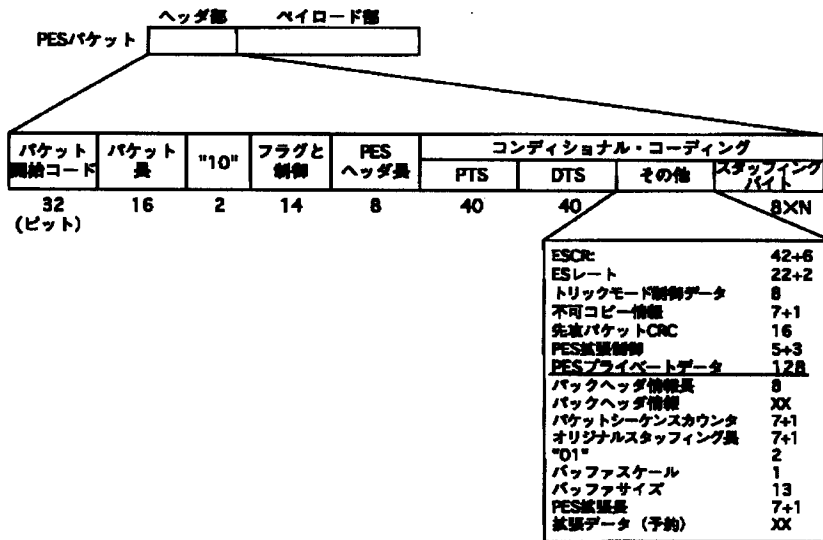 ヘッダ部 ペイロード部
PESパケット
パケット開始コード パケット長 "10" フラグと制御 PESヘッダ長 コンディショナル・コーディング
PTS DTS その他 スタッフィングバイト
32 16 2 14 8 40 40 8×N
(ビット)
ESCR: 42+6
ESレート 22+2
トリックモード制御データ 8
不可コピー情報 7+1
先攻パケットCRC 16
PES拡張制御 5+3
PESプライベートデータ 128
パックヘッダ情報長 8
パックヘッダ情報 XX
パケットシーケンスカウンタ 7+1
オリジナルスタッフィング長 7+1
"01" 2
バッファスケール 1
バッファサイズ 13
PES拡張長 7+1
拡張データ (予約) XX